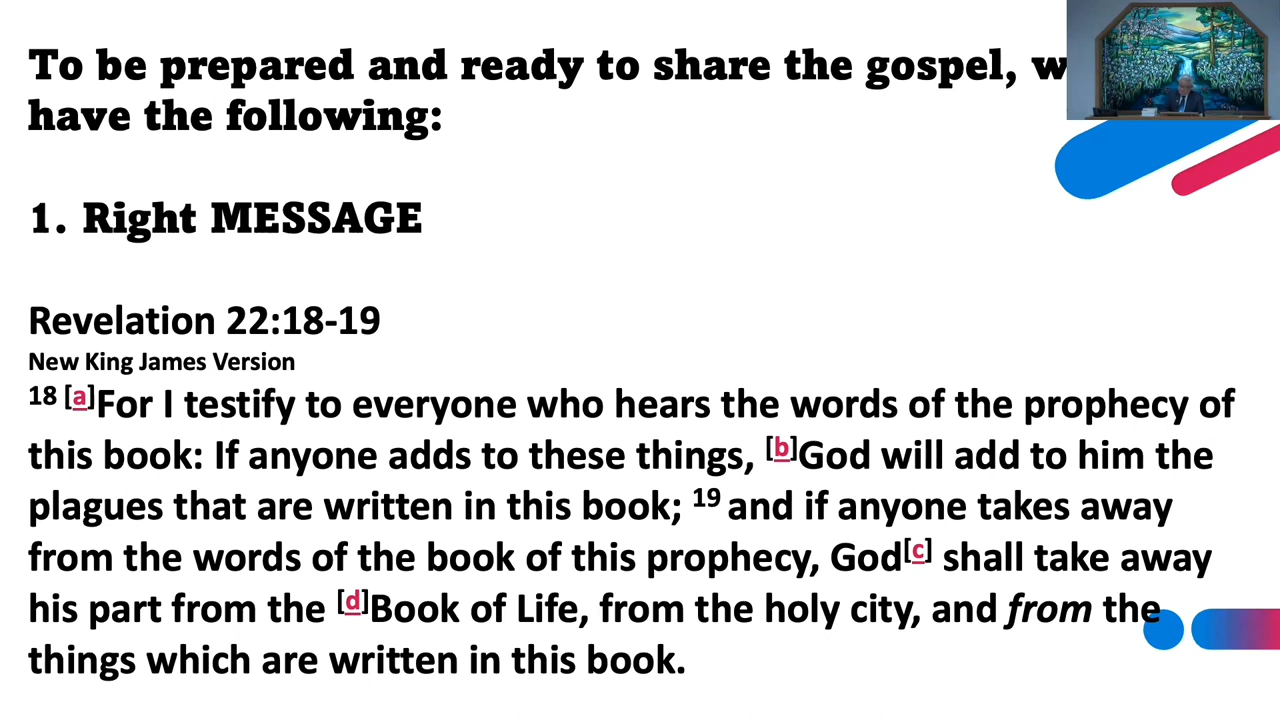 To be prepared and ready to share the gospel,
have the following:
1. Right MESSAGE
Revelation 22:18-19
New King James Version
18 [a]For I testify to everyone who hears the words of the prophecy of
this book: If anyone adds to these things, [b]God will add to him the
plagues that are written in this book; 19 and if anyone takes away
from the words of the book of this prophecy, God[c] shall take away
his part from the [d]Book of Life, from the holy city, and from the
things which are written in this book.